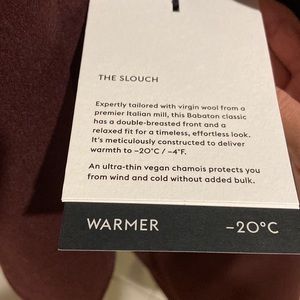 THE SLOUCH
Expertly tailored with virgin wool from a
premier Italian mill, this Babaton classic
has a double-breasted front and a
relaxed fit for a timeless, effortless look.
It's meticulously constructed to deliver
warmth to –20°C / –4°F.
An ultra-thin vegan chamois protects you
from wind and cold without added bulk.
WARMER –20°C